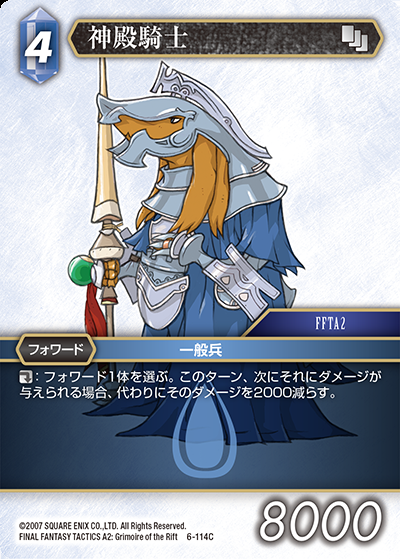 4
神殿騎士
FFTA2
フォワード
一般兵
：フォワード1体を選ぶ。このターン、次にそれにダメージが
与えられる場合、代わりにそのダメージを2000減らす。
©2007 SQUARE ENIX CO.,LTD. All Rights Reserved.
FINAL FANTASY TACTICS A2: Grimoire of the Rift 6-114C
8000